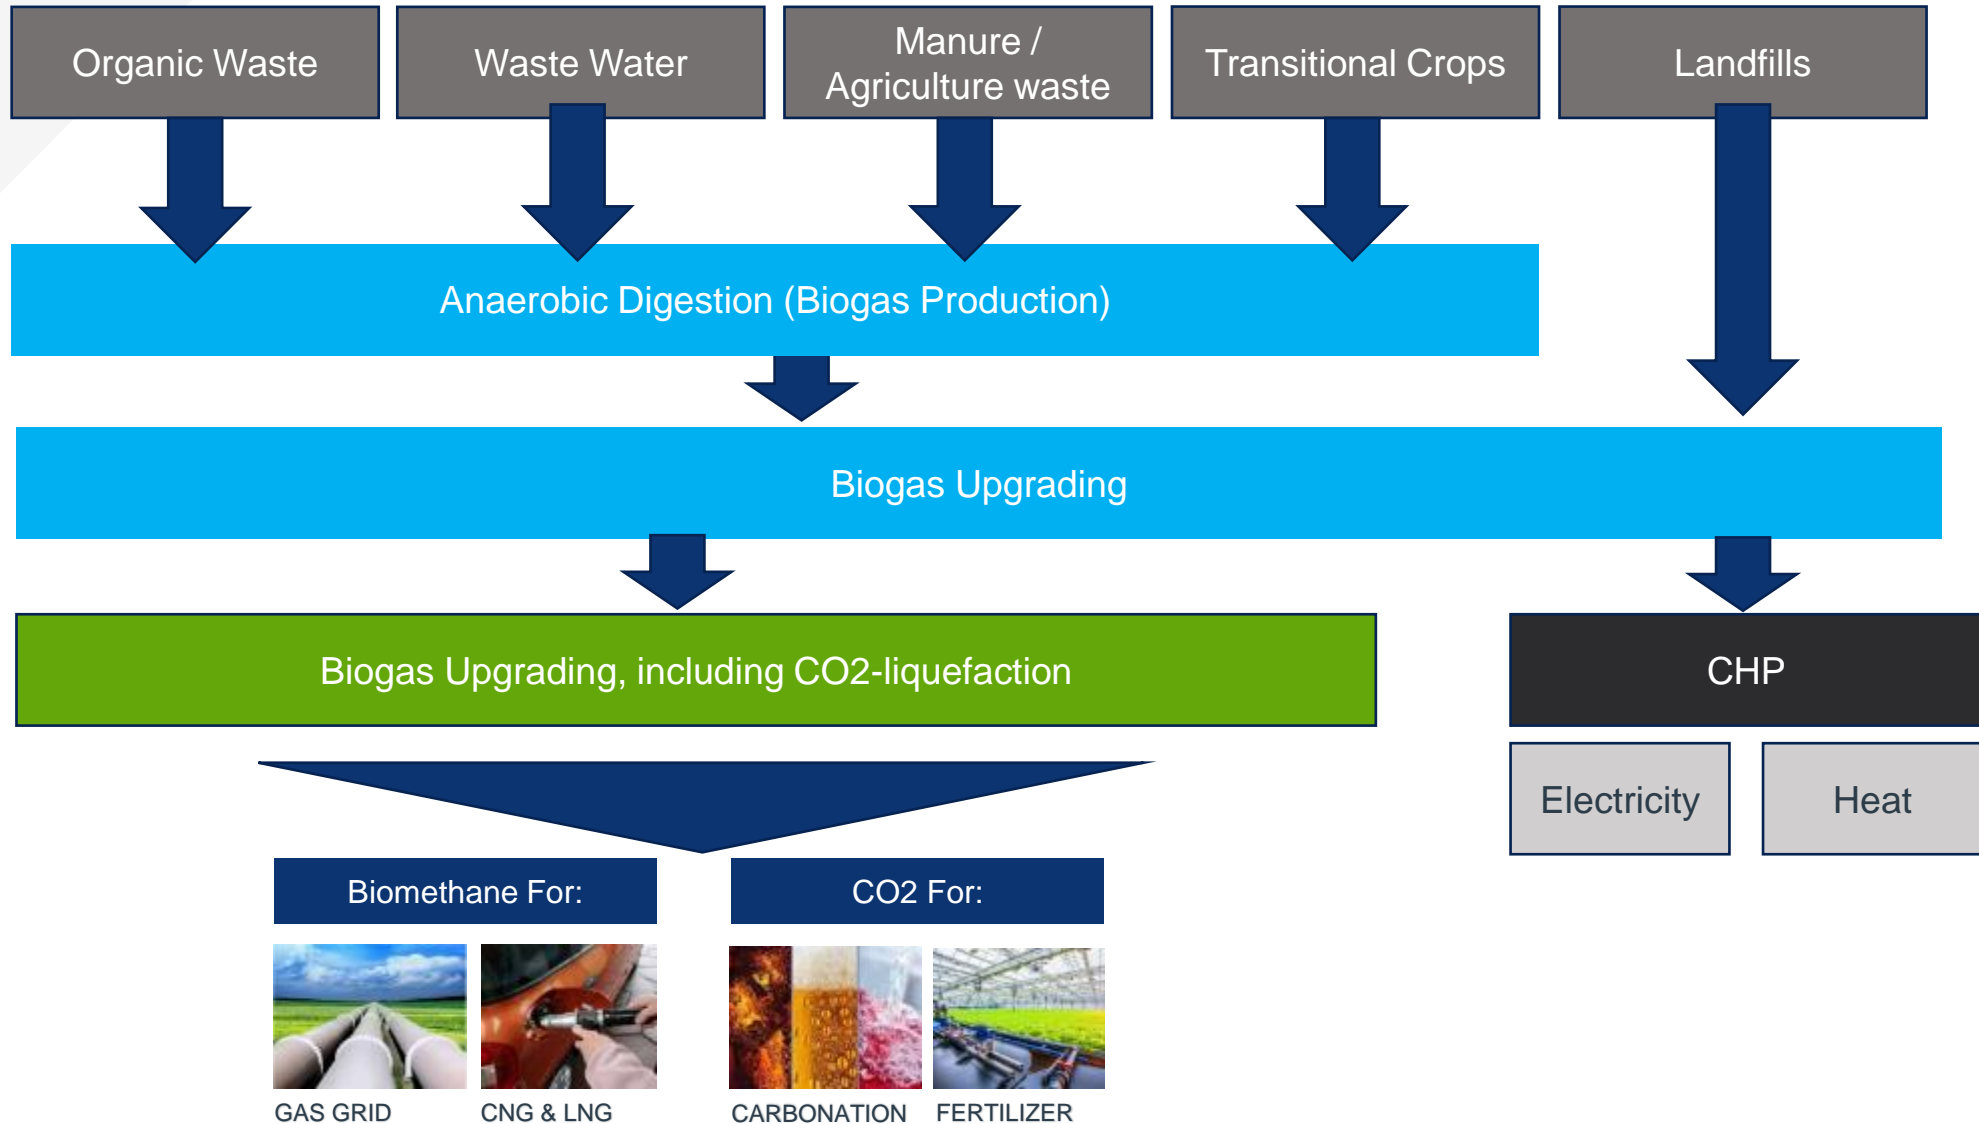 Organic Waste
Waste Water
Manure /
Agriculture waste
Transitional Crops
Landfills
Anaerobic Digestion (Biogas Production)
Biogas Upgrading
Biogas Upgrading, including CO2-liquefaction
CHP
Electricity
Heat
Biomethane For:
CO2 For:
GAS GRID
CNG & LNG
CARBONATION
FERTILIZER